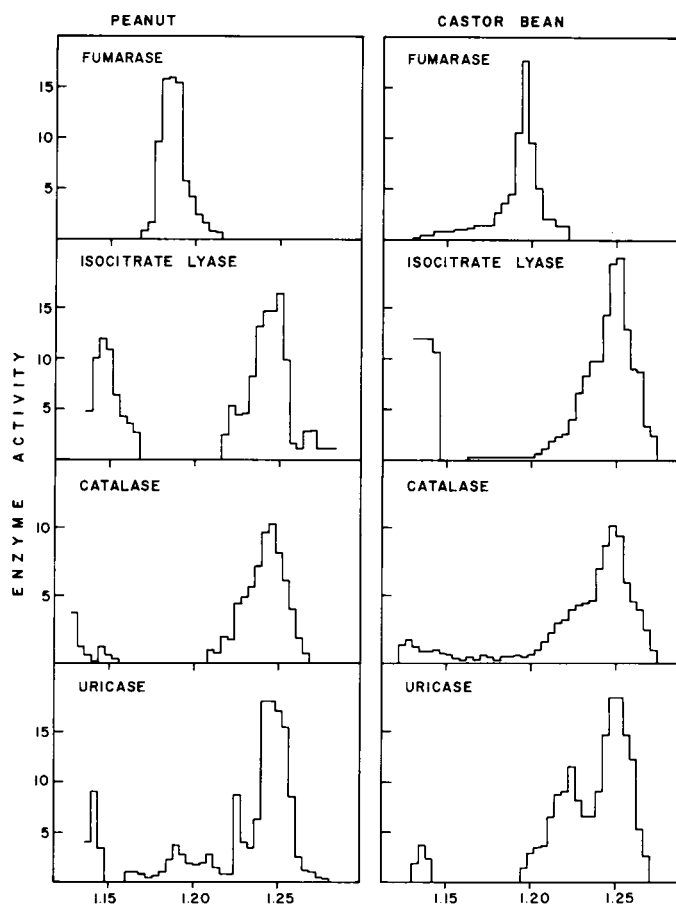 PEANUT
CASTOR BEAN
FUMARASE
FUMARASE
15
10
5
ISOCITRATE LYASE
ISOCITRATE LYASE
15
10
5
CATALASE
CATALASE
10
5
URICASE
URICASE
15
10
5
1.15 1.20 1.25
1.15 1.20 1.25
ENZYME ACTIVITY